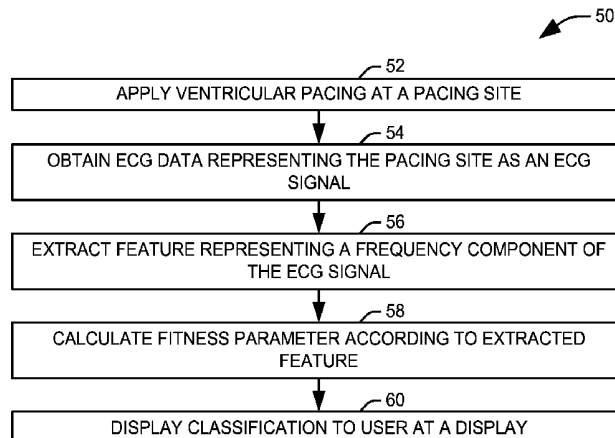 50
52
APPLY VENTRICULAR PACING AT A PACING SITE
54
OBTAIN ECG DATA REPRESENTING THE PACING SITE AS AN ECG
SIGNAL
56
EXTRACT FEATURE REPRESENTING A FREQUENCY COMPONENT OF
THE ECG SIGNAL
58
CALCULATE FITNESS PARAMETER ACCORDING TO EXTRACTED
FEATURE
60
DISPLAY CLASSIFICATION TO USER AT A DISPLAY